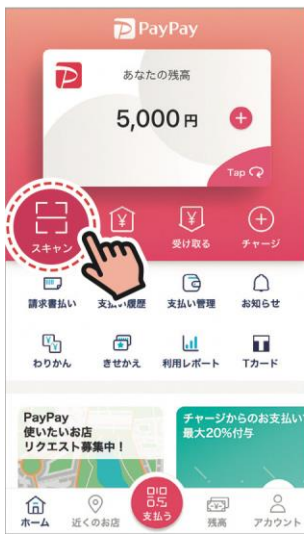 PayPay
あなたの残高
5,000 円
Tap
スキャン
受け取る
チャージ
請求書払い
支払い履歴
支払い管理
お知らせ
わりかん
きせかえ
利用レポート
Tカード
PayPay
使いたいお店
リクエスト募集中！
チャージからのお支払い
最大20%付与
ホーム
近くのお店
支払う
残高
アカウント